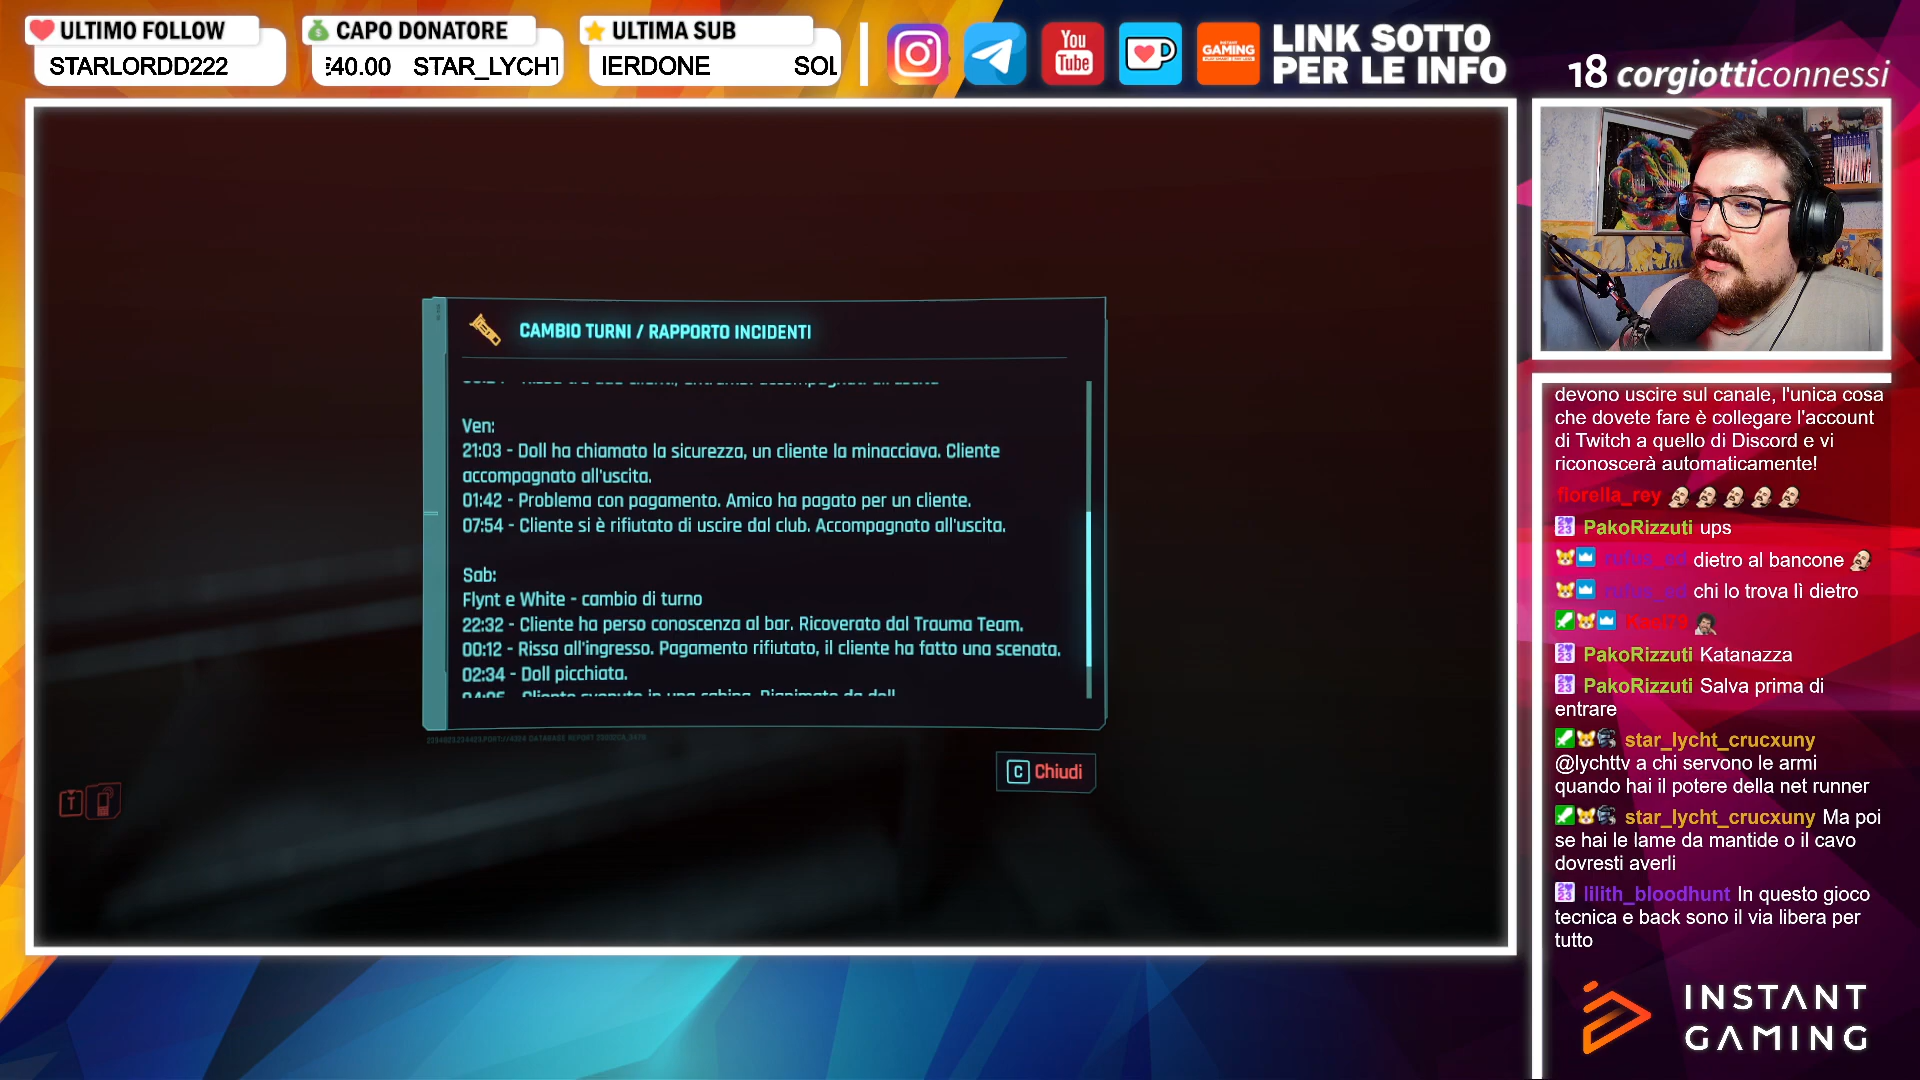 ULTIMO FOLLOW
STARLORDD222
CAPO DONATORE
40.00 STAR_LYCHT
ULTIMA SUB
IERDONE SOL
You
Tube
INSTANT
GAMING
LINK SOTTO
PER LE INFO
18 corgiotticonnessi
CAMBIO TURNI / RAPPORTO INCIDENTI
Ven:
21:03 - Doll ha chiamato la sicurezza, un cliente la minacciava. Cliente
accompagnato all'uscita.
01:42 - Problema con pagamento. Amico ha pagato per un cliente.
07:54 - Cliente si è rifiutato di uscire dal club. Accompagnato all'uscita.
Sab:
Flynt e White - cambio di turno
22:32 - Cliente ha perso conoscenza al bar. Ricoverato dal Trauma Team.
00:12 - Rissa all'ingresso. Pagamento rifiutato, il cliente ha fatto una scenata.
02:34 - Doll picchiata.
C Chiudi
T
devono uscire sul canale, l'unica cosa
che dovete fare è collegare l'account
di Twitch a quello di Discord e vi
riconoscerà automaticamente!
fiorella_rey
PakoRizzuti ups
rufus_ed dietro al bancone
rufus_ed chi lo trova lì dietro
PakoRizzuti Katanazza
PakoRizzuti Salva prima di
entrare
star_lycht_crucxuny
@lychttv a chi servono le armi
quando hai il potere della net runner
star_lycht_crucxuny Ma poi
se hai le lame da mantide o il cavo
dovresti averli
lilith_bloodhunt In questo gioco
tecnica e back sono il via libera per
tutto
INSTANT
GAMING